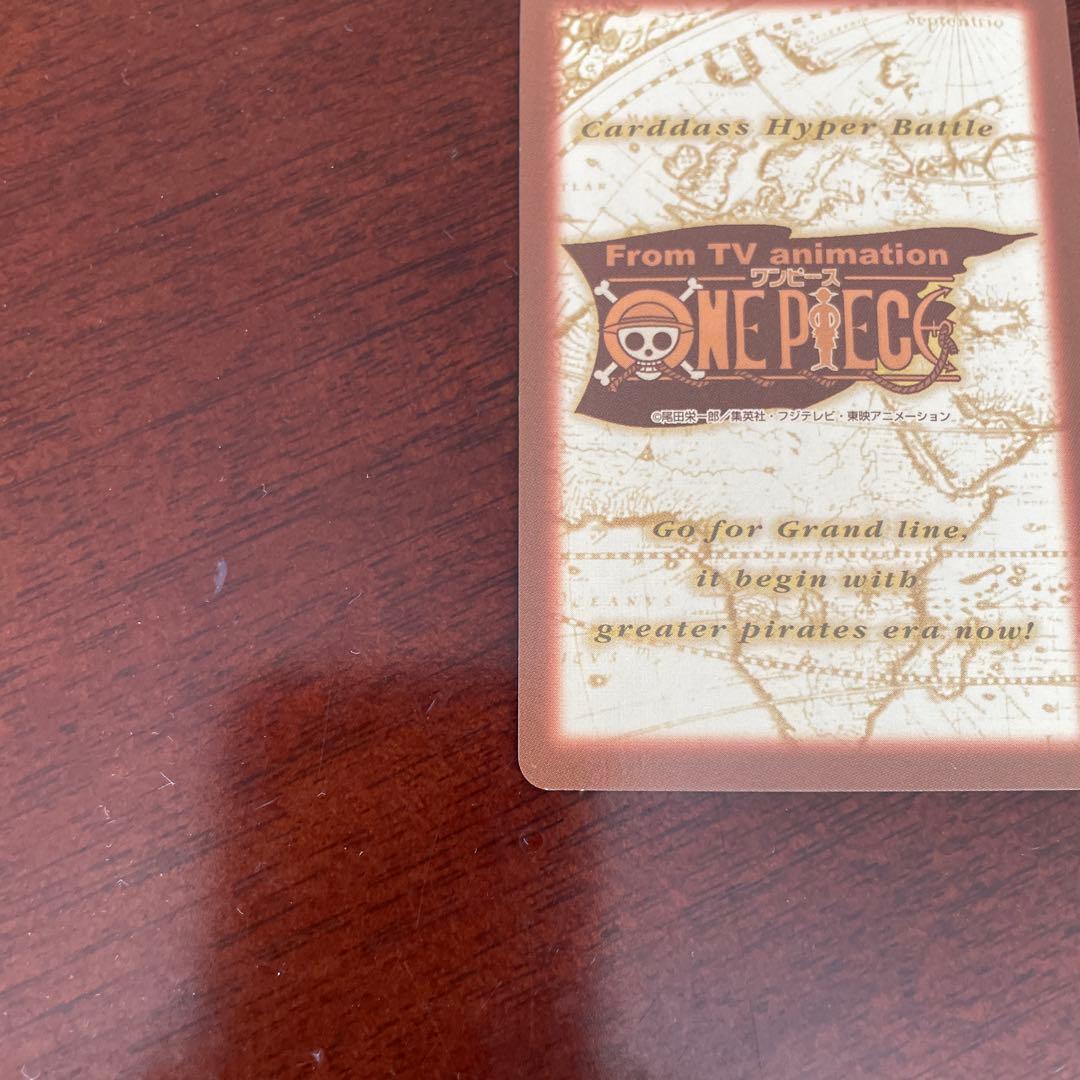 Septentrio
Carddass Hyper Battle
From TV animation
ワンピース
ONE PIECE
©尾田栄一郎/集英社・フジテレビ・東映アニメーション
Go for Grand line,
it begin with
greater pirates era now!